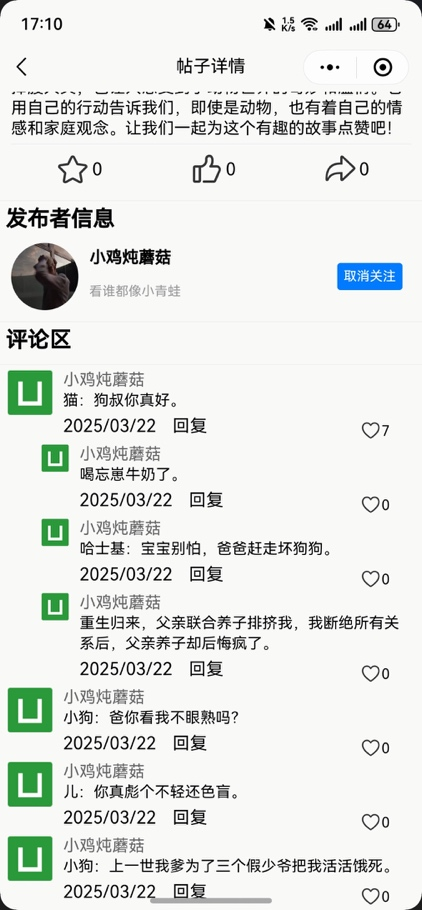 17:10
1.5
K/s
64
帖子详情
用自己的行动告诉我们，即使是动物，也有着自己的情
感和家庭观念。让我们一起为这个有趣的故事点赞吧！
0
0
0
发布者信息
小鸡炖蘑菇
看谁都像小青蛙
取消关注
评论区
小鸡炖蘑菇
猫：狗叔你真好。
2025/03/22 回复
7
小鸡炖蘑菇
喝忘崽牛奶了。
2025/03/22 回复
0
小鸡炖蘑菇
哈士基：宝宝别怕，爸爸赶走坏狗狗。
2025/03/22 回复
0
小鸡炖蘑菇
重生归来，父亲联合养子排挤我，我断绝所有关
系后，父亲养子却后悔疯了。
2025/03/22 回复
0
小鸡炖蘑菇
小狗：爸你看我不眼熟吗？
2025/03/22 回复
0
小鸡炖蘑菇
儿：你真彪个不轻还色盲。
2025/03/22 回复
0
小鸡炖蘑菇
小狗：上一世我爹为了三个假少爷把我活活饿死。
2025/03/22 回复
0